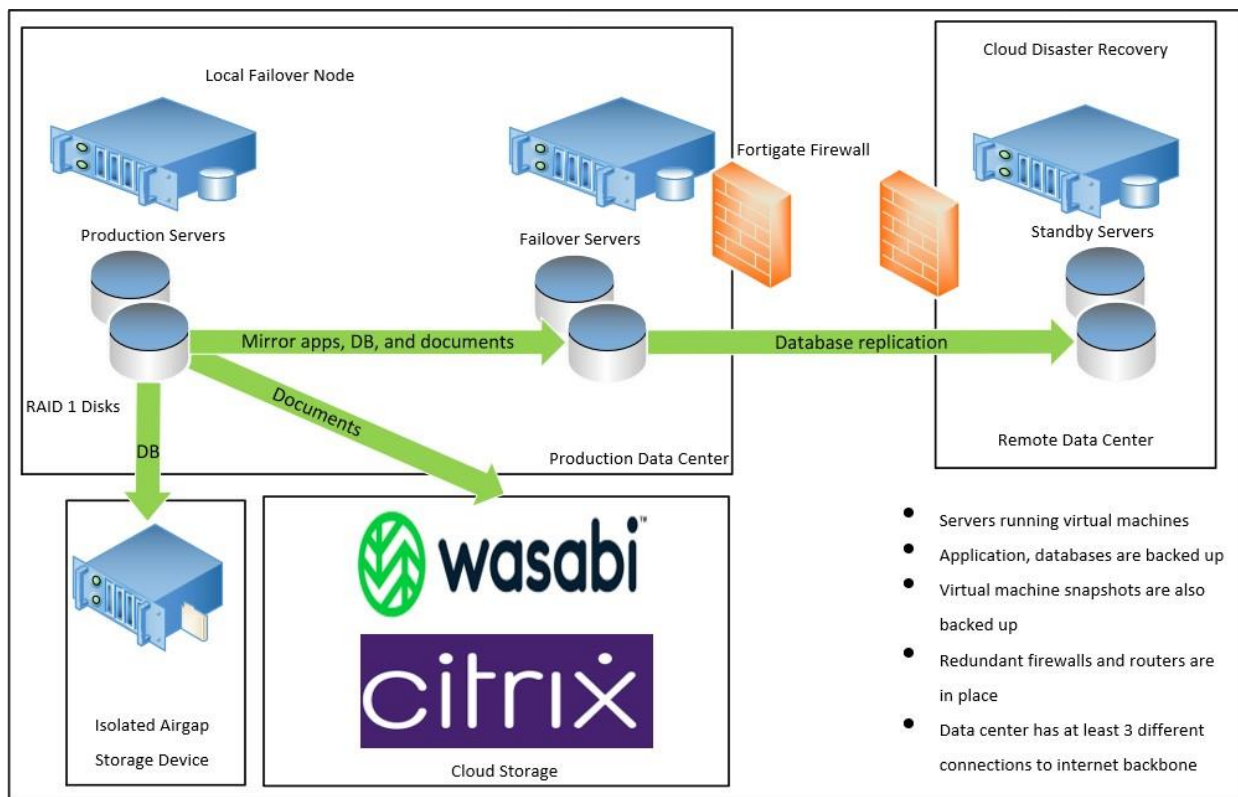 Local Failover Node
Cloud Disaster Recovery
Fortigate Firewall
Production Servers
Failover Servers
Standby Servers
Mirror apps, DB, and documents
Database replication
RAID 1 Disks
Documents
DB
Production Data Center
Remote Data Center
wasabi™
citrix
Isolated Airgap
Storage Device
Cloud Storage
• Servers running virtual machines
• Application, databases are backed up
• Virtual machine snapshots are also
backed up
• Redundant firewalls and routers are
in place
• Data center has at least 3 different
connections to internet backbone